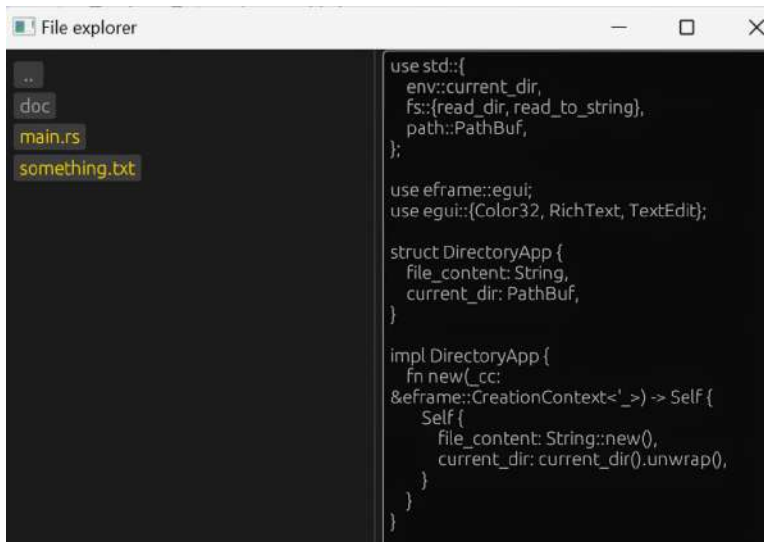 File explorer
..
doc
main.rs
something.txt
use std::{
env::current_dir,
fs::{read_dir, read_to_string},
path::PathBuf,
};
use eframe::egui;
use egui::{Color32, RichText, TextEdit};
struct DirectoryApp {
file_content: String,
current_dir: PathBuf,
}
impl DirectoryApp {
fn new(_cc:
&eframe::CreationContext<'_>) -> Self {
Self {
file_content: String::new(),
current_dir: current_dir().unwrap(),
}
}
}